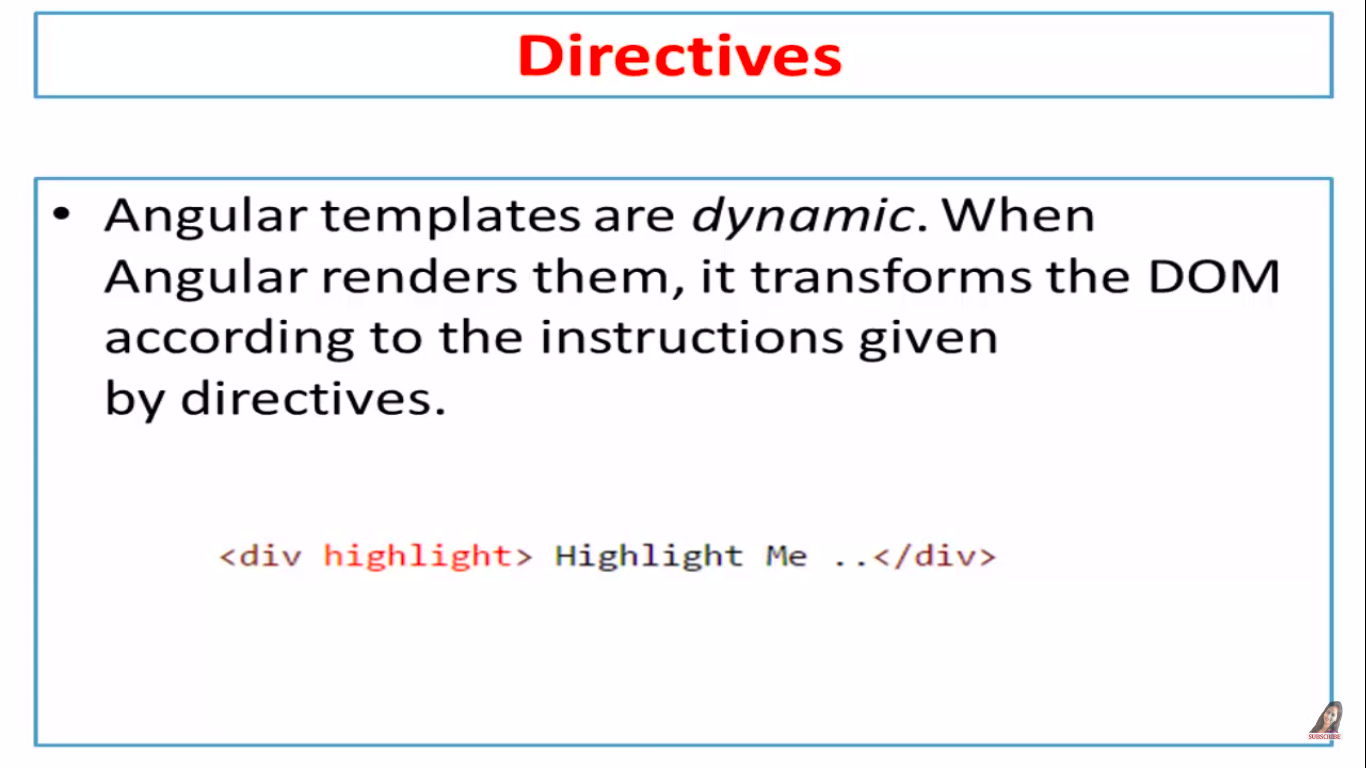 Directives
• Angular templates are dynamic. When
Angular renders them, it transforms the DOM
according to the instructions given
by directives.
<div highlight> Highlight Me ..</div>
SUBSCRIBE